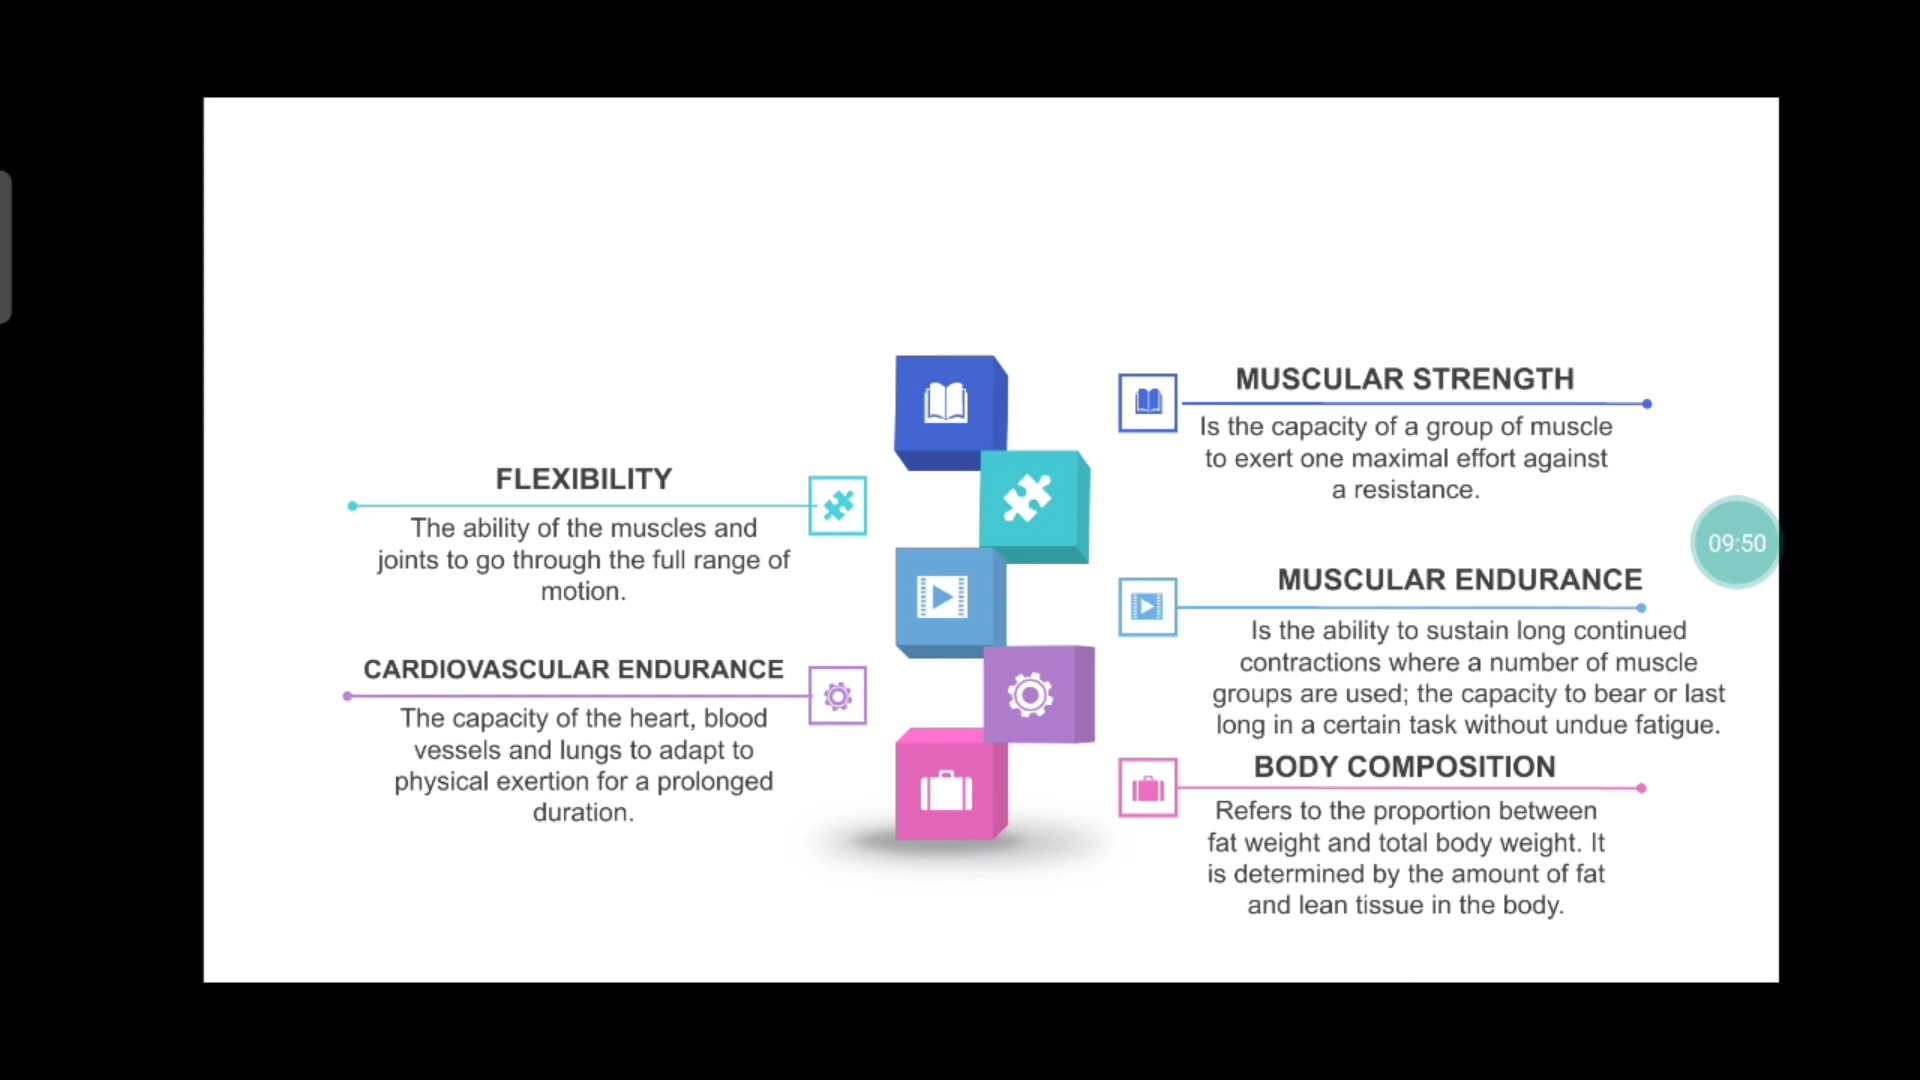 MUSCULAR STRENGTH
Is the capacity of a group of muscle
to exert one maximal effort against
a resistance.
FLEXIBILITY
The ability of the muscles and
joints to go through the full range of
motion.
09:50
MUSCULAR ENDURANCE
Is the ability to sustain long continued
contractions where a number of muscle
groups are used; the capacity to bear or last
long in a certain task without undue fatigue.
CARDIOVASCULAR ENDURANCE
The capacity of the heart, blood
vessels and lungs to adapt to
physical exertion for a prolonged
duration.
BODY COMPOSITION
Refers to the proportion between
fat weight and total body weight. It
is determined by the amount of fat
and lean tissue in the body.